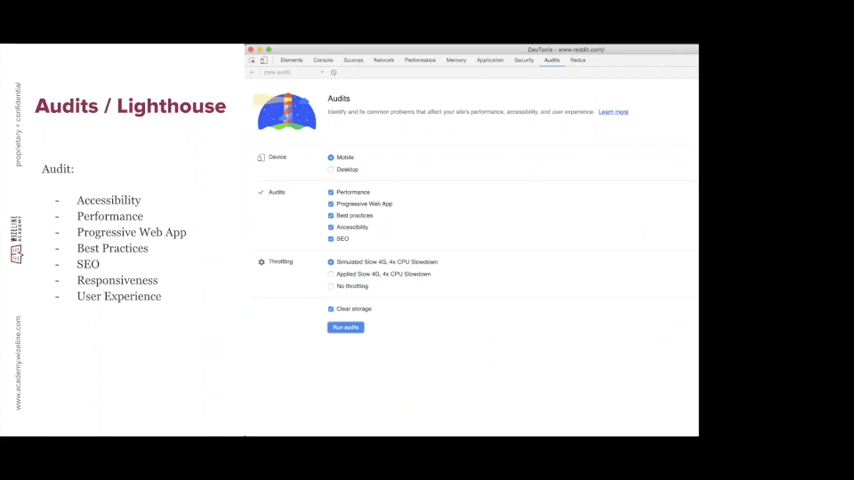 proprietary + confidential
WIZELINE
ACADEMY
www.academy.wizeline.com
Audits / Lighthouse
Audit:
- Accessibility
- Performance
- Progressive Web App
- Best Practices
- SEO
- Responsiveness
- User Experience
DevTools - www.reddit.com/
Elements Console Sources Network Performance Memory Application Security Audits Redux
+ (new audit)
Audits
Identify and fix common problems that affect your site's performance, accessibility, and user experience. Learn more
Device
Mobile
Desktop
Audits
Performance
Progressive Web App
Best practices
Accessibility
SEO
Throttling
Simulated Slow 4G, 4x CPU Slowdown
Applied Slow 4G, 4x CPU Slowdown
No throttling
Clear storage
Run audits